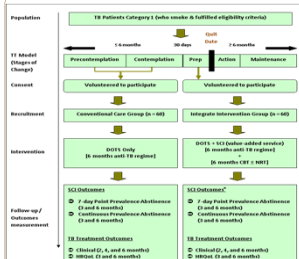 Population
TB Patients Category 1 (who smoke & fulfilled eligibility criteria)
Quit
Date
TT Model
(Stages of
Change)
≤ 6 months
30 days
≥ 6 months
Precontemplation
Contemplation
Prep
Action
Maintenance
Consent
Volunteered to participate
Volunteered to participate
Recruitment
Conventional Care Group (n = 60)
Integrate Intervention Group (n = 60)
Intervention
DOTS Only
[6 months anti-TB regime]
DOTS + SCI (value-added service)
[6 months anti-TB regime]
+
[6 months CBT ± NRT]
Follow-up /
Outcomes
measurement
SCI Outcomes
7-day Point Prevalence Abstinence
(3 and 6 months)
Continuous Prevalence Abstinence
(3 and 6 months)
TB Treatment Outcomes
Clinical (2, 4, and 6 months)
HRQoL (3 and 6 months)
SCI Outcomes
7-day Point Prevalence Abstinence
(3 and 6 months)
Continuous Prevalence Abstinence
(3 and 6 months)
TB Treatment Outcomes
Clinical (2, 4, and 6 months)
HRQoL (3 and 6 months)